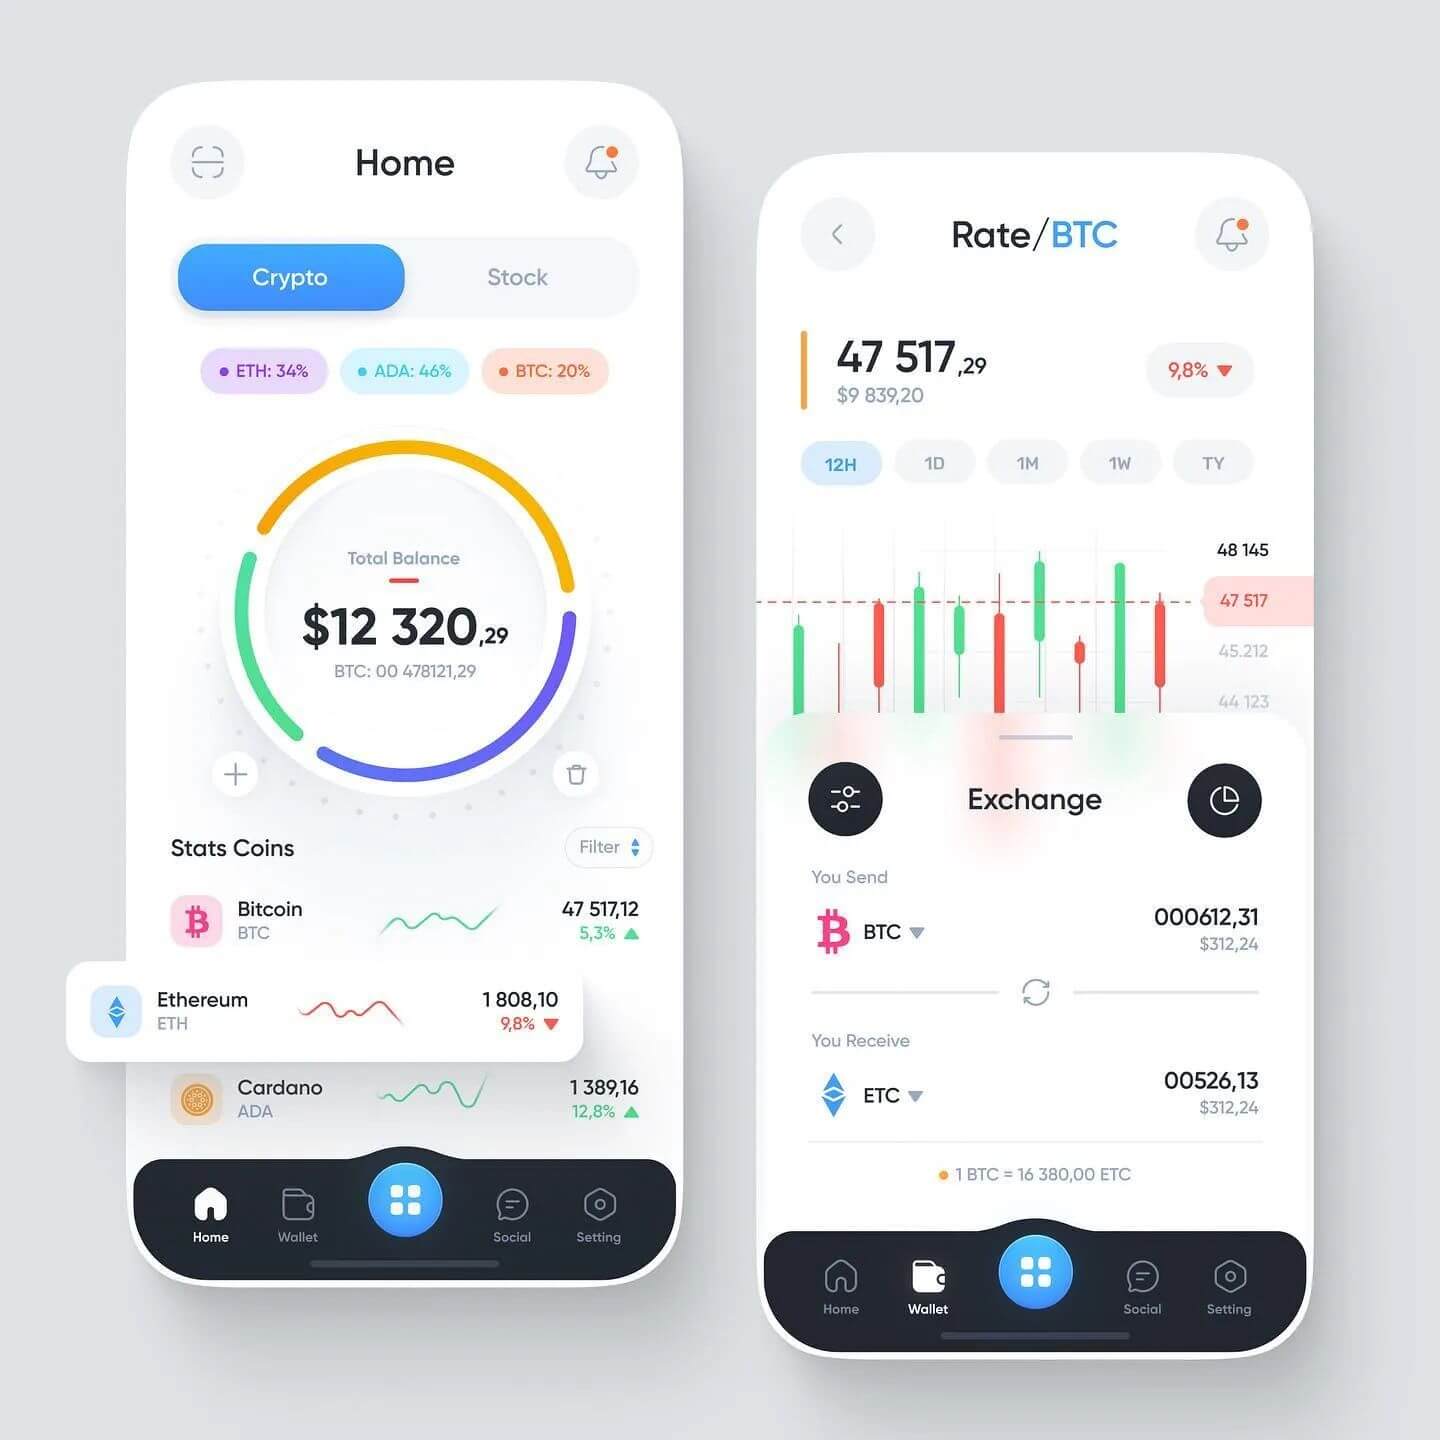 Home
Crypto
Stock
ETH: 34%
ADA: 46%
BTC: 20%
Total Balance
$12 320,29
BTC: 00 478121,29
Stats Coins
Filter
Bitcoin
BTC
47 517,12
5,3%
Ethereum
ETH
1 808,10
9,8%
Cardano
ADA
1 389,16
12,8%
Home
Wallet
Social
Setting
Rate/BTC
47 517,29
$9 839,20
9,8%
12H
1D
1M
1W
TY
48 145
47 517
45.212
44 123
Exchange
You Send
BTC
000612,31
$312,24
You Receive
ETC
00526,13
$312,24
1 BTC = 16 380,00 ETC
Home
Wallet
Social
Setting